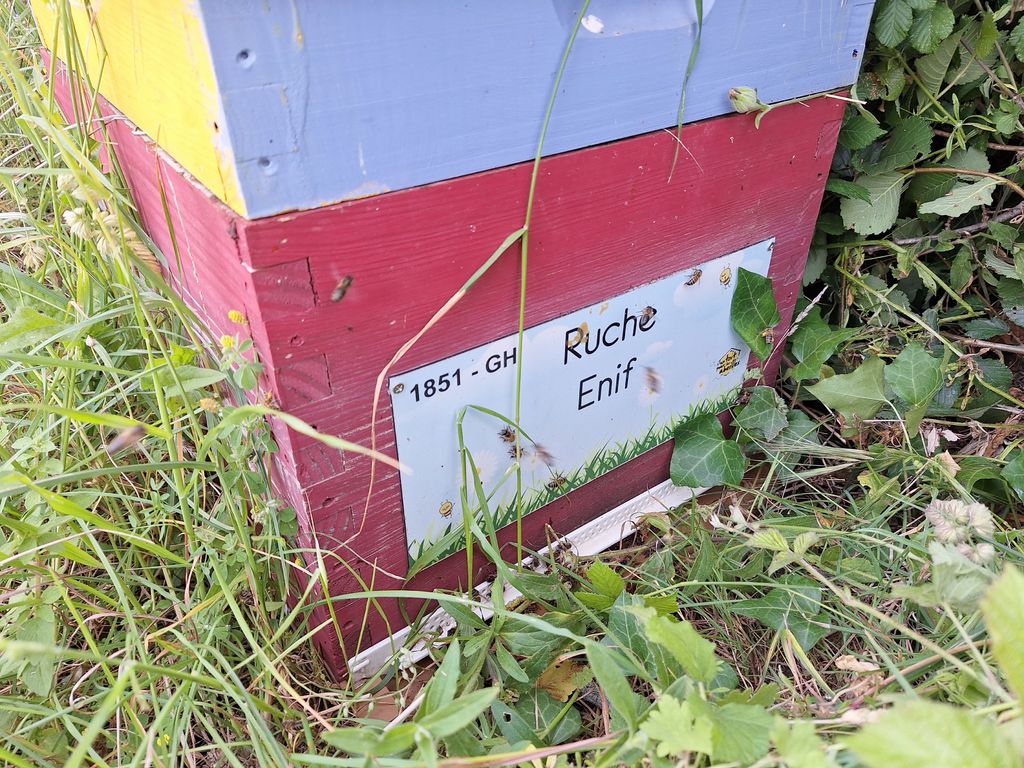 1851 - GH
Ruche
Enif